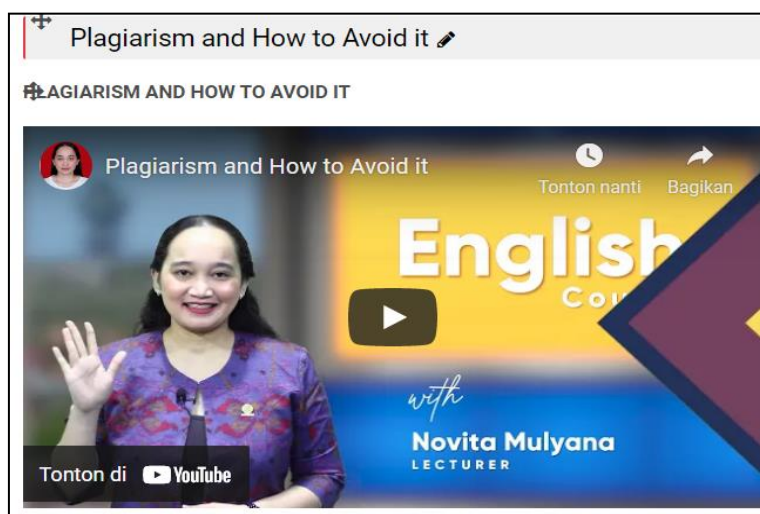 Plagiarism and How to Avoid it
PLAGIARISM AND HOW TO AVOID IT
Plagiarism and How to Avoid it
Tonton nanti
Bagikan
English
Cou
with
Novita Mulyana
LECTURER
Tonton di YouTube